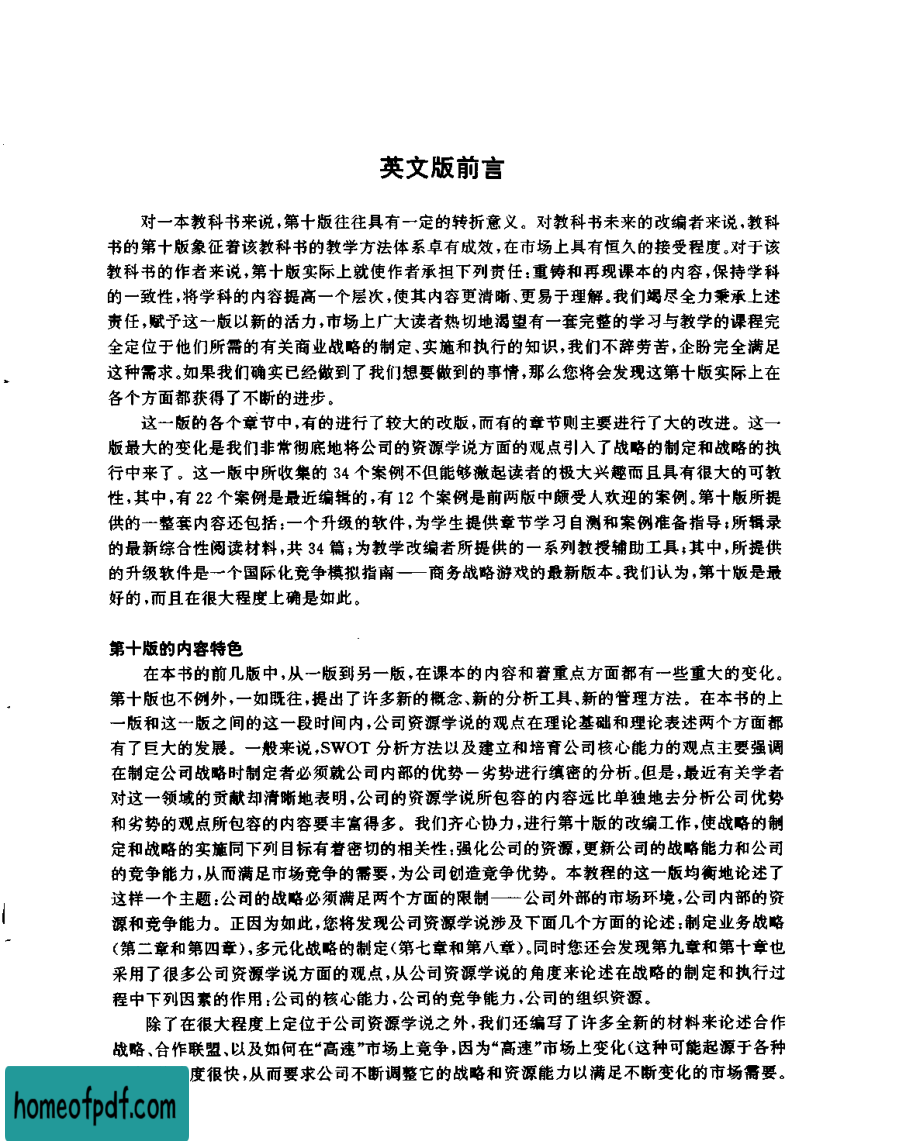 英文版前言
对一本教科书来说,第十版往往具有一定的转折意义。对教科书未来的改编者来说,教科
书的第十版象征着该教科书的教学方法体系卓有成效,在市场上具有恒久的接受程度。对于该
教科书的作者来说,第十版实际上就使作者承担下列责任:重铸和再现课本的内容,保持学科
的一致性,将学科的内容提高一个层次,使其内容更清晰、更易于理解。我们竭尽全力秉承上述
责任,赋予这一版以新的活力,市场上广大读者热切地渴望有一套完整的学习与教学的课程完
全定位于他们所需的有关商业战略的制定、实施和执行的知识,我们不辞劳苦,企盼完全满足
这种需求。如果我们确实已经做到了我们想要做到的事情,那么您将会发现这第十版实际上在
各个方面都获得了不断的进步。
这一版的各个章节中,有的进行了较大的改版,而有的章节则主要进行了大的改进。这一
版最大的变化是我们非常彻底地将公司的资源学说方面的观点引入了战略的制定和战略的执
行中来了。这一版中所收集的 34 个案例不但能够激起读者的极大兴趣而且具有很大的可教
性,其中,有 22 个案例是最近编辑的,有 12 个案例是前两版中颇受人欢迎的案例。第十版所提
供的一整套内容还包括:一个升级的软件,为学生提供章节学习自测和案例准备指导;所辑录
的最新综合性阅读材料,共 34 篇;为教学改编者所提供的一系列教授辅助工具;其中,所提供
的升级软件是一个国际化竞争模拟指南——商务战略游戏的最新版本。我们认为,第十版是最
好的,而且在很大程度上确是如此。
第十版的内容特色
在本书的前几版中,从一版到另一版,在课本的内容和着重点方面都有一些重大的变化。
第十版也不例外,一如既往,提出了许多新的概念、新的分析工具、新的管理方法。在本书的上
一版和这一版之间的这一段时间内,公司资源学说的观点在理论基础和理论表述两个方面都
有了巨大的发展。一般来说,SWOT 分析方法以及建立和培育公司核心能力的观点主要强调
在制定公司战略时制定者必须就公司内部的优势—劣势进行缜密的分析。但是,最近有关学者
对这一领域的贡献却清晰地表明,公司的资源学说所包容的内容远比单独地去分析公司优势
和劣势的观点所包容的内容要丰富得多。我们齐心协力,进行第十版的改编工作,使战略的制
定和战略的实施同下列目标有着密切的相关性:强化公司的资源,更新公司的战略能力和公司
的竞争能力,从而满足市场竞争的需要,为公司创造竞争优势。本教程的这一版均衡地论述了
这样一个主题:公司的战略必须满足两个方面的限制——公司外部的市场环境,公司内部的资
源和竞争能力。正因为如此,您将发现公司资源学说涉及下面几个方面的论述:制定业务战略
(第二章和第四章),多元化战略的制定(第七章和第八章)。同时您还会发现第九章和第十章也
采用了很多公司资源学说方面的观点,从公司资源学说的角度来论述在战略的制定和执行过
程中下列因素的作用:公司的核心能力,公司的竞争能力,公司的组织资源。
除了在很大程度上定位于公司资源学说之外,我们还编写了许多全新的材料来论述合作
战略、合作联盟、以及如何在“高速”市场上竞争,因为“高速”市场上变化(这种可能起源于各种
度很快,从而要求公司不断调整它的战略和资源能力以满足不断变化的市场需要。
homeofpdf.com